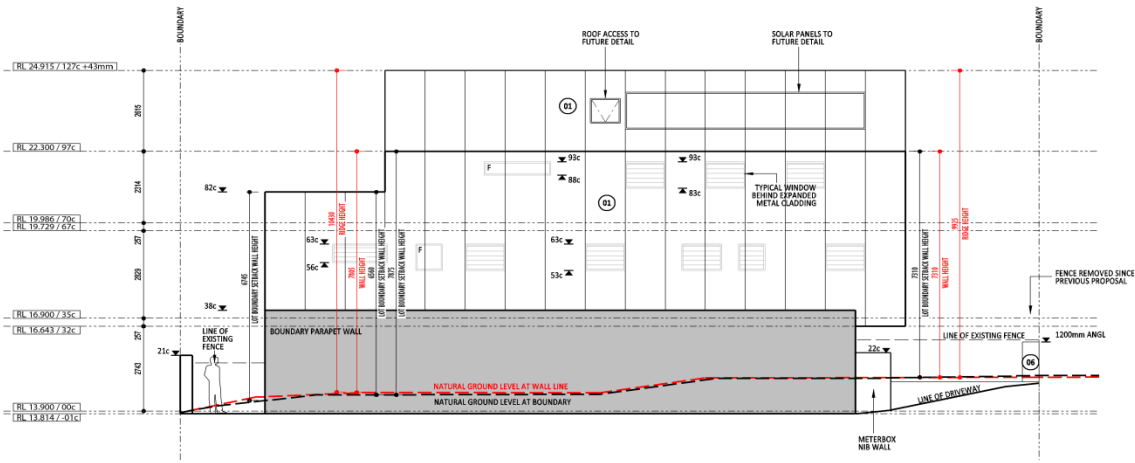 BOUNDARY
BOUNDARY
ROOF ACCESS TO
FUTURE DETAIL
SOLAR PANELS TO
FUTURE DETAIL
RL 24.915 / 127c +43mm
2615
01
RL 22.300 / 97c
93c
93c
F
88c
83c
82c
2214
TYPICAL WINDOW
BEHIND EXPANDED
METAL CLADDING
01
10430
RIDGE HEIGHT
9925
RIDGE HEIGHT
RL 19.986 / 70c
RL 19.729 / 67c
257
63c
F
63c
56c
53c
2829
6745
LOT BOUNDARY SETBACK WALL HEIGHT
7805
WALL HEIGHT
6560
LOT BOUNDARY SETBACK WALL HEIGHT
7875
LOT BOUNDARY SETBACK WALL HEIGHT
7310
LOT BOUNDARY SETBACK WALL HEIGHT
7310
WALL HEIGHT
FENCE REMOVED SINCE
PREVIOUS PROPOSAL
38c
RL 16.900 / 35c
RL 16.643 / 32c
257
BOUNDARY PARAPET WALL
LINE OF
EXISTING
FENCE
LINE OF EXISTING FENCE
1200mm ANGL
21c
22c
06
2743
NATURAL GROUND LEVEL AT WALL LINE
NATURAL GROUND LEVEL AT BOUNDARY
LINE OF DRIVEWAY
RL 13.900 / 00c
RL 13.814 / -01c
METERBOX
NIB WALL